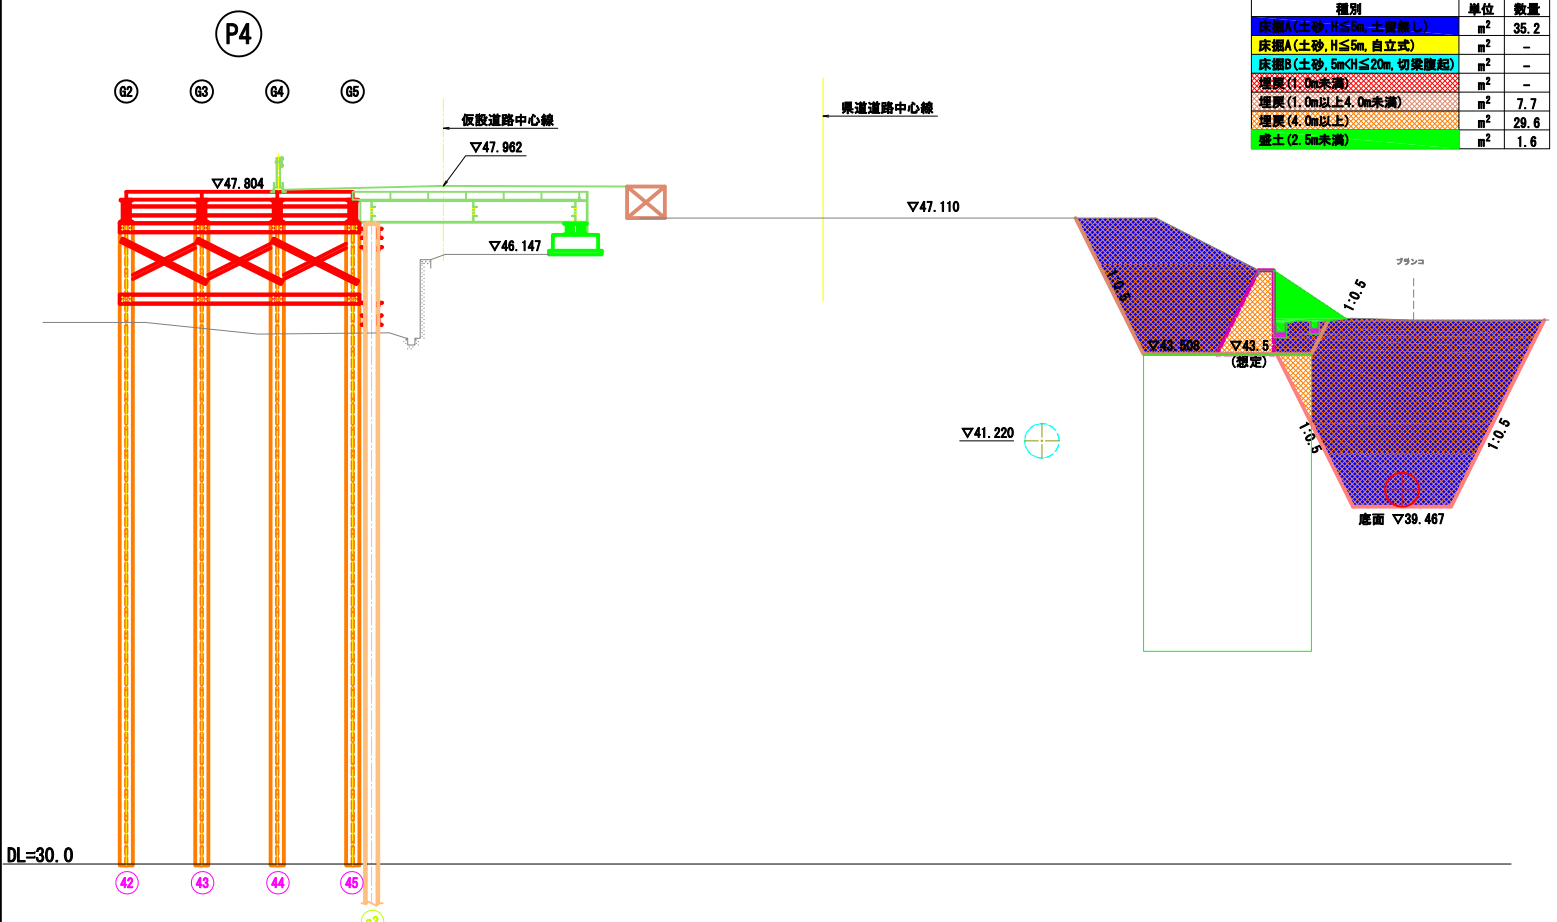 P4
種別 単位 数量
床掘A(土砂,H≦5m,土留無し) m² 35.2
床掘A(土砂,H≦5m,自立式) m² -
床掘B(土砂,5m<H≦20m,切梁腹起) m² -
埋戻(1.0m未満) m² -
埋戻(1.0m以上4.0m未満) m² 7.7
埋戻(4.0m以上) m² 29.6
盛土(2.5m未満) m² 1.6
G2 G3 G4 G5
仮設道路中心線
県道道路中心線
▽47.962
▽47.804
▽47.110
▽46.147
ブランコ
1:0.5
1:0.5
▽43.508
▽43.5
(想定)
▽41.220
1:0.5
1:0.5
底面 ▽39.467
DL=30.0
42 43 44 45